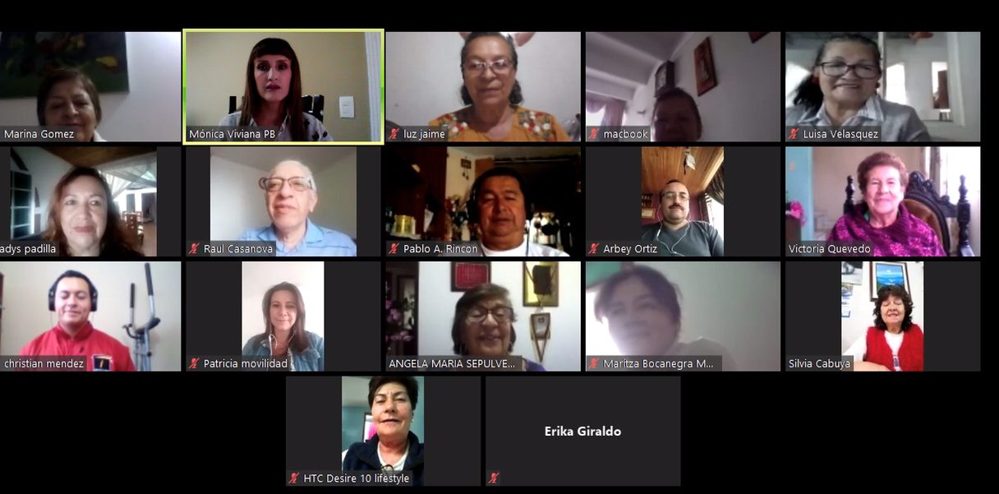 Marina Gomez
Mónica Viviana PB
luz jaime
macbook
Luisa Velasquez
adys padilla
Raul Casanova
Pablo A. Rincon
Arbey Ortiz
Victoria Quevedo
christian mendez
Patricia movilidad
ANGELA MARIA SEPULVE...
Maritza Bocanegra M...
Silvia Cabuya
HTC Desire 10 lifestyle
Erika Giraldo